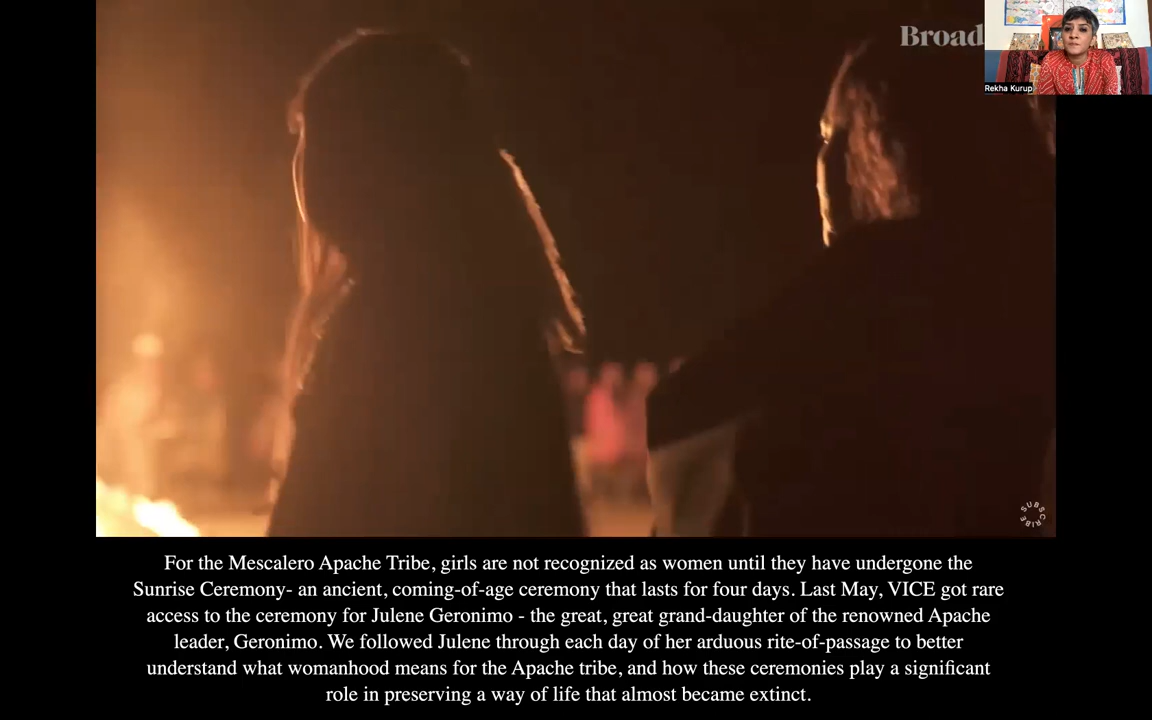 Broad
Rekha Kurup
SUBSCRIBE
For the Mescalero Apache Tribe, girls are not recognized as women until they have undergone the
Sunrise Ceremony- an ancient, coming-of-age ceremony that lasts for four days. Last May, VICE got rare
access to the ceremony for Julene Geronimo - the great, great grand-daughter of the renowned Apache
leader, Geronimo. We followed Julene through each day of her arduous rite-of-passage to better
understand what womanhood means for the Apache tribe, and how these ceremonies play a significant
role in preserving a way of life that almost became extinct.